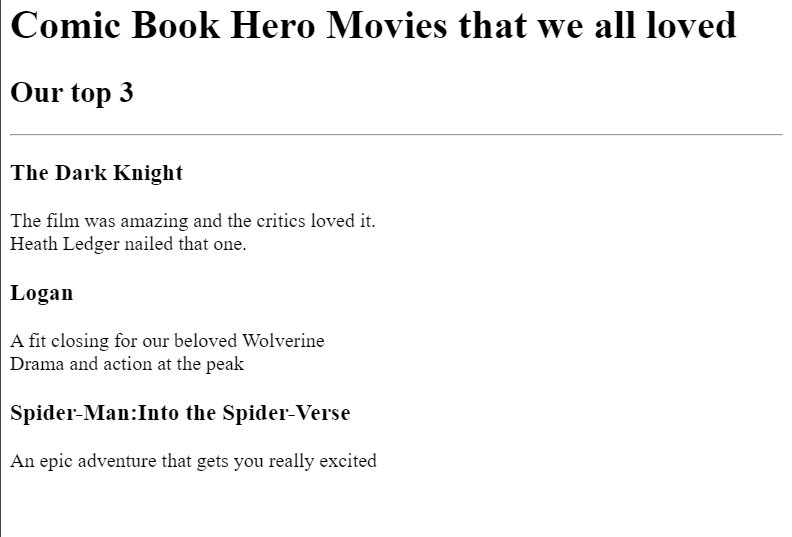 Comic Book Hero Movies that we all loved
Our top 3
The Dark Knight
The film was amazing and the critics loved it.
Heath Ledger nailed that one.
Logan
A fit closing for our beloved Wolverine
Drama and action at the peak
Spider-Man:Into the Spider-Verse
An epic adventure that gets you really excited